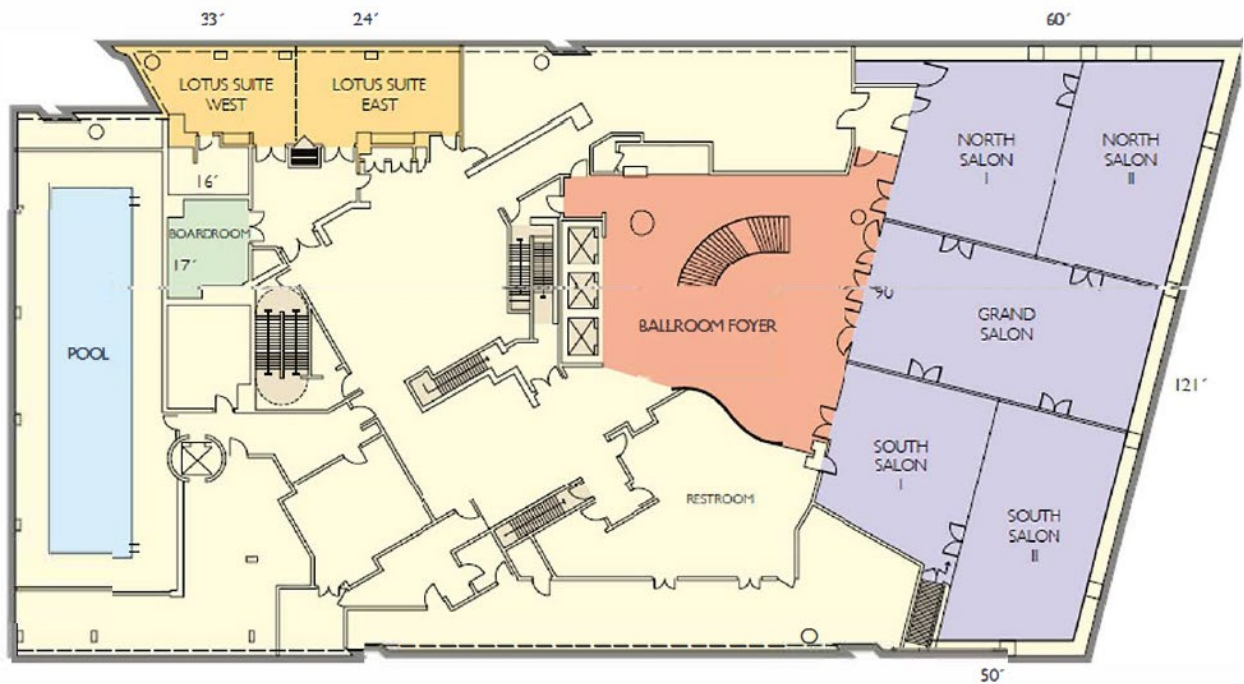 33´
24´
60´
LOTUS SUITE
WEST
LOTUS SUITE
EAST
NORTH
SALON
I
NORTH
SALON
II
16´
BOARDROOM
17´
90
GRAND
SALON
BALLROOM FOYER
POOL
121´
SOUTH
SALON
I
RESTROOM
SOUTH
SALON
II
50´